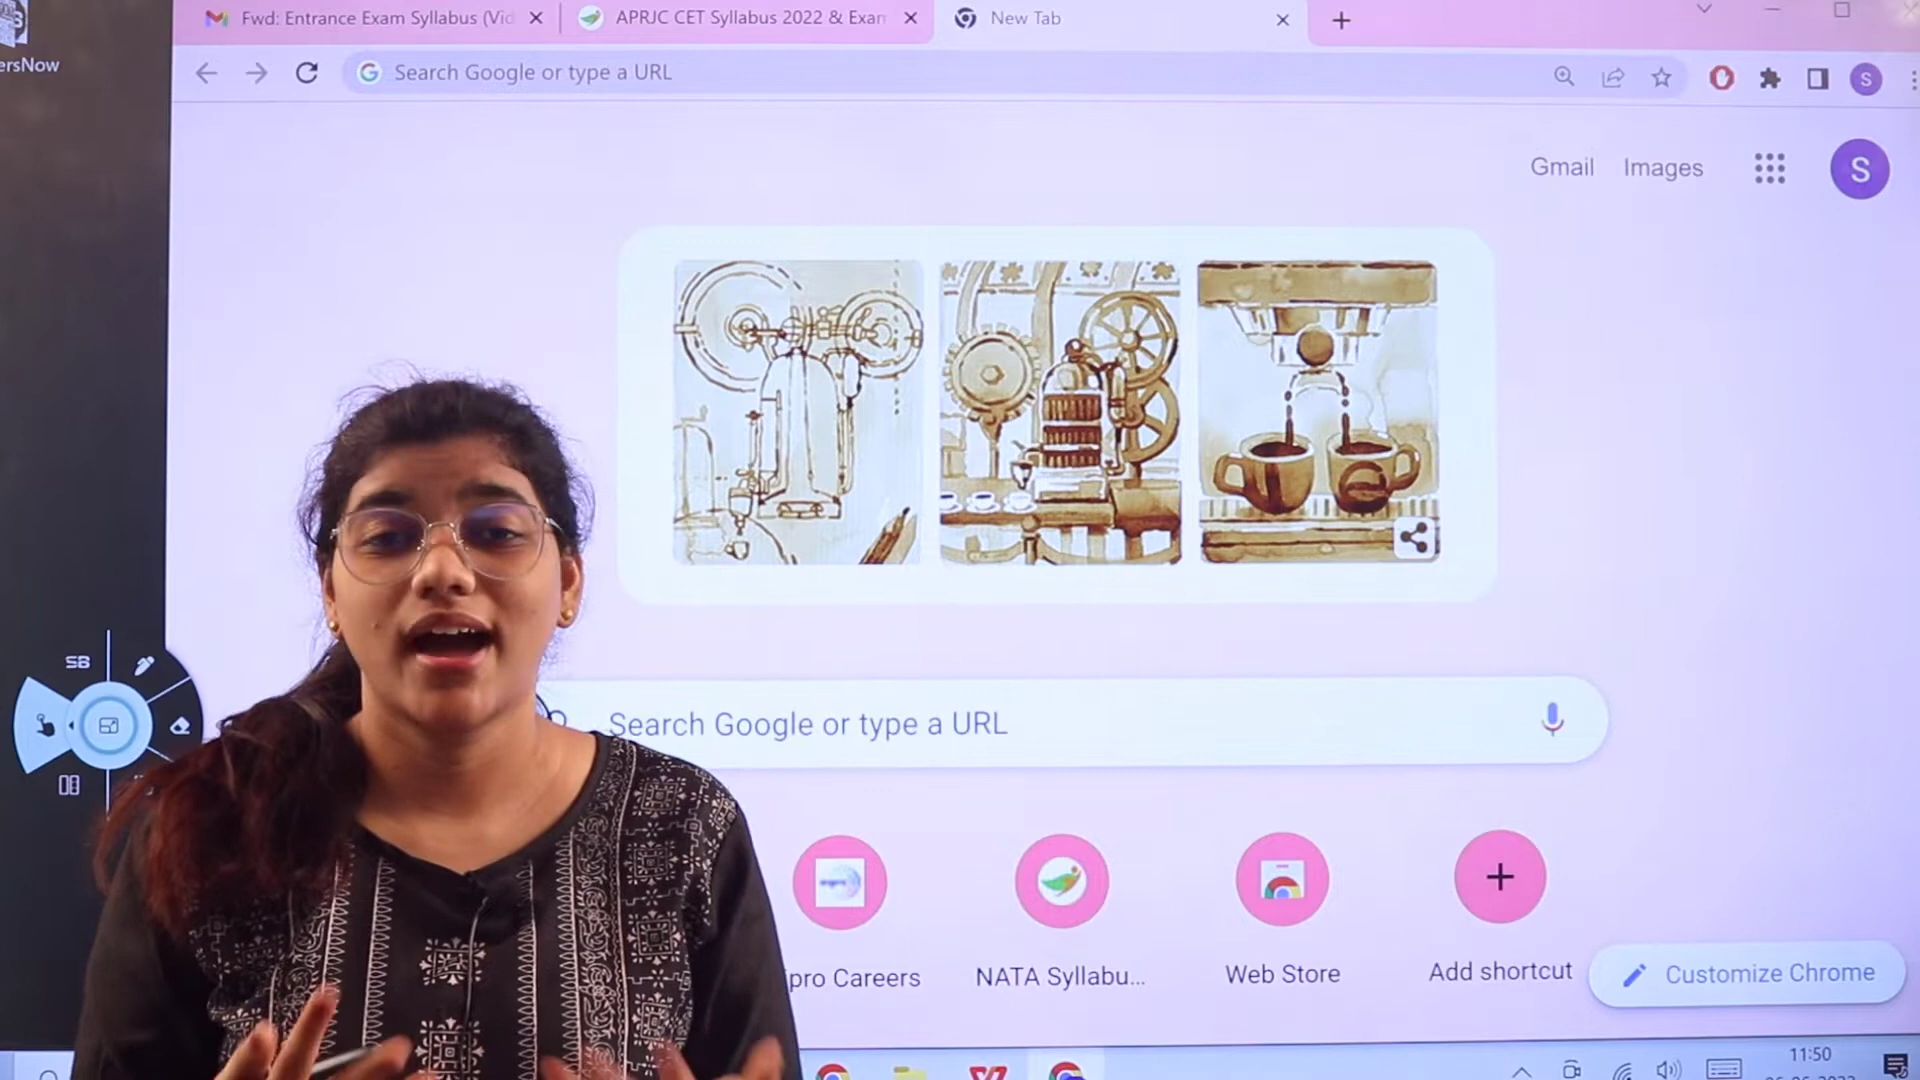 ersNow
Fwd: Entrance Exam Syllabus (Vid
APRJC CET Syllabus 2022 & Exam
New Tab
Search Google or type a URL
S
Gmail
Images
S
SB
Search Google or type a URL
pro Careers
NATA Syllabu...
Web Store
Add shortcut
Customize Chrome
11:50